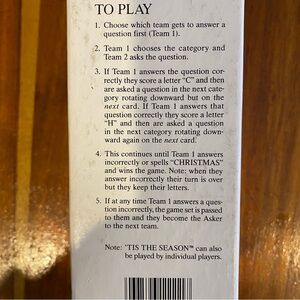 TO PLAY
1. Choose which team gets to answer a
question first (Team 1).
2. Team 1 chooses the category and
Team 2 asks the question.
3. If Team 1 answers the question cor-
rectly they score a letter "C" and then
are asked a question in the next cate-
gory rotating downward but on the
next card. If Team 1 answers that
question correctly they score a letter
"H" and then are asked a question
in the next category rotating down-
ward again on the next card.
4. This continues until Team 1 answers
incorrectly or spells "CHRISTMAS"
and wins the game. Note: when they
answer incorrectly their turn is over
but they keep their letters.
5. If at any time Team 1 answers a ques-
tion incorrectly, the game set is passed
to them and they become the Asker
to the next team.
Note: 'TIS THE SEASON™ can also
be played by individual players.